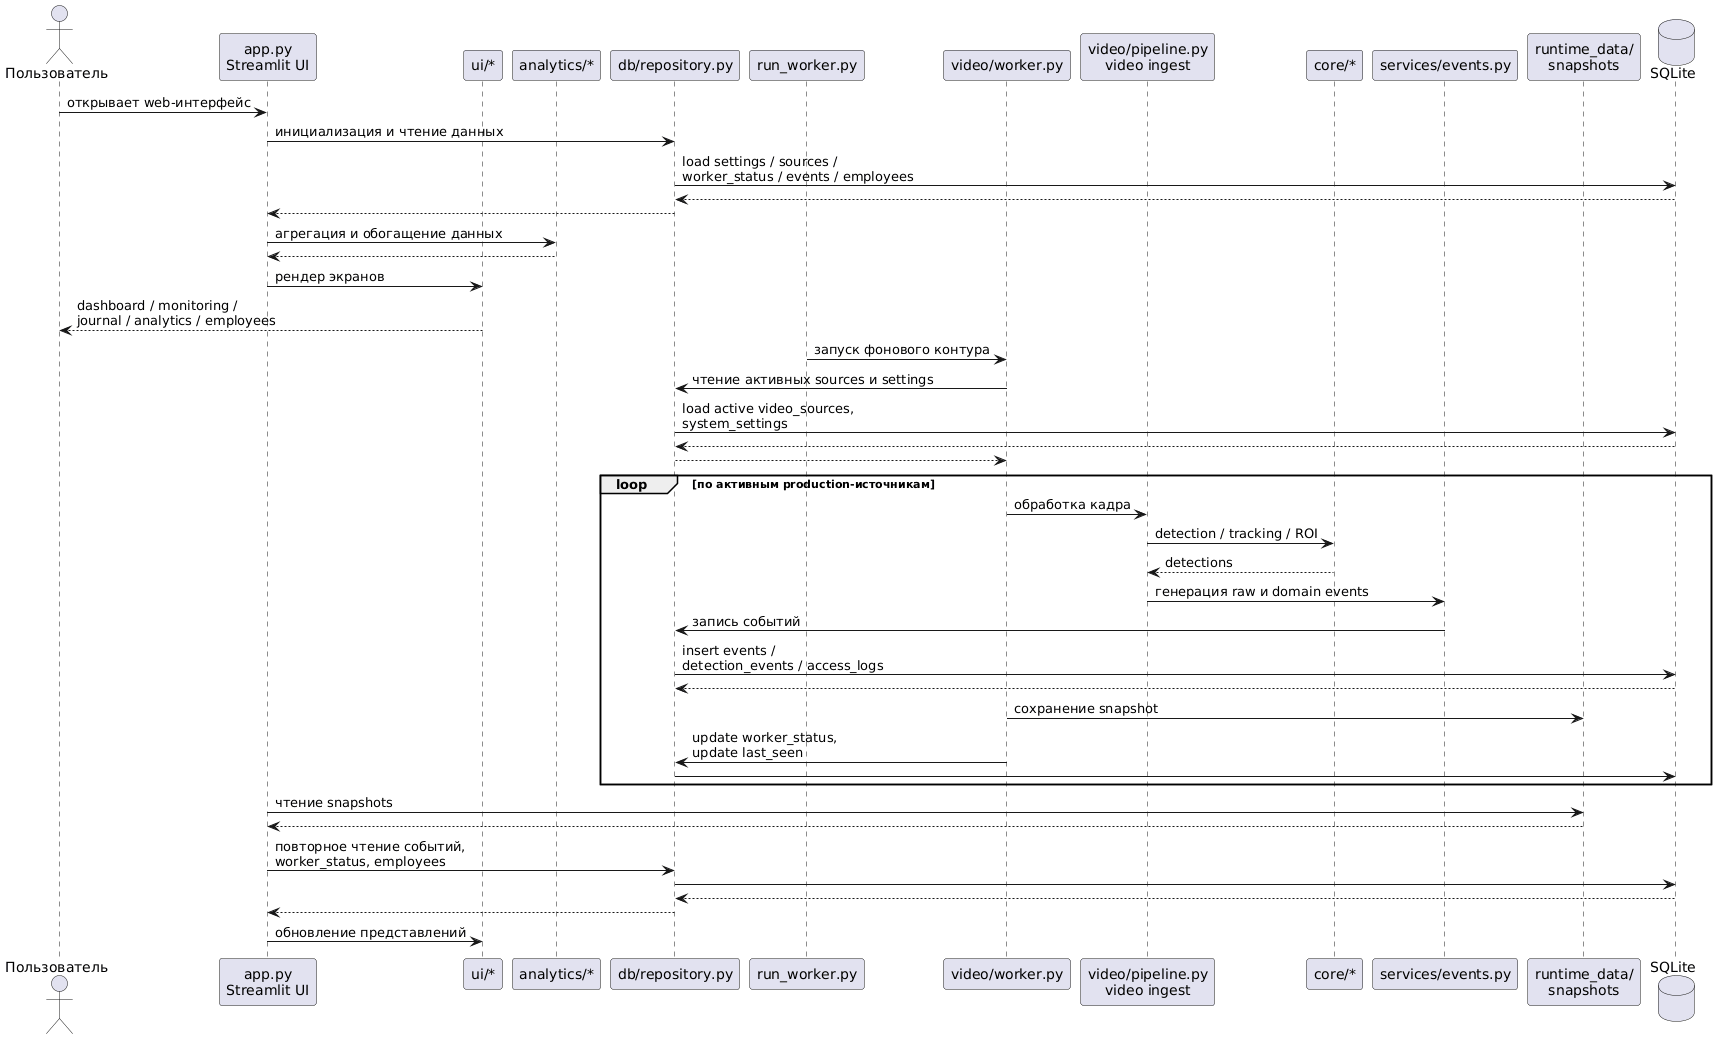 Пользователь
app.py
Streamlit UI
ui/*
analytics/*
db/repository.py
run_worker.py
video/worker.py
video/pipeline.py
video ingest
core/*
services/events.py
runtime_data/
snapshots
SQLite
открывает web-интерфейс
инициализация и чтение данных
load settings / sources /
worker_status / events / employees
агрегация и обогащение данных
рендер экранов
dashboard / monitoring /
journal / analytics / employees
запуск фонового контура
чтение активных sources и settings
load active video_sources,
system_settings
loop
[по активным production-источникам]
обработка кадра
detection / tracking / ROI
detections
генерация raw и domain events
запись событий
insert events /
detection_events / access_logs
сохранение snapshot
update worker_status,
update last_seen
чтение snapshots
повторное чтение событий,
worker_status, employees
обновление представлений
Пользователь
app.py
Streamlit UI
ui/*
analytics/*
db/repository.py
run_worker.py
video/worker.py
video/pipeline.py
video ingest
core/*
services/events.py
runtime_data/
snapshots
SQLite